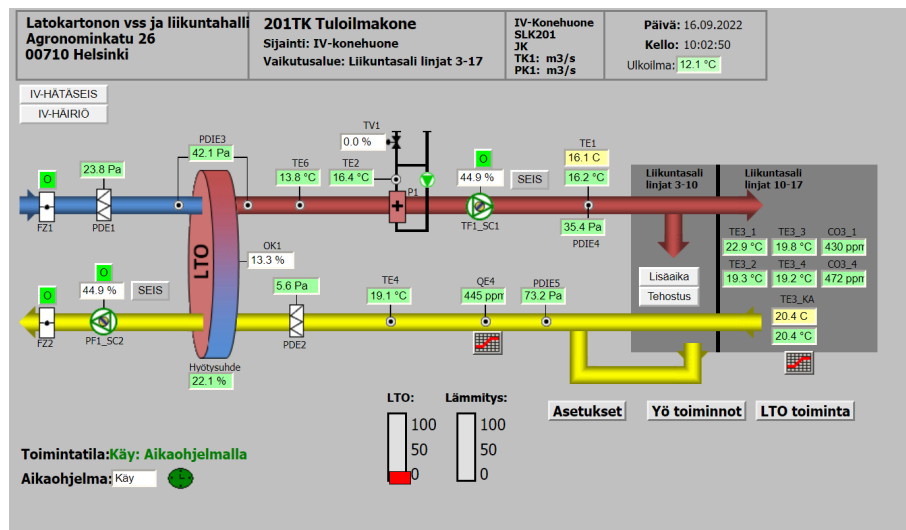 Latokartonon vss ja liikuntahalli
Agronominkatu 26
00710 Helsinki
201TK Tuloilmakone
Sijainti: IV-konehuone
Vaikutusalue: Liikuntasali linjat 3-17
IV-Konehuone
SLK201
JK
TK1: m3/s
PK1: m3/s
Päivä: 16.09.2022
Kello: 10:02:50
Ulkoilma: 12.1 °C
IV-HÄTÄSEIS
IV-HÄIRIÖ
TV1
0.0 %
PDIE3
42.1 Pa
TE1
16.1 C
16.2 °C
O
23.8 Pa
TE6
13.8 °C
TE2
16.4 °C
P1
O
44.9 %
SEIS
Liikuntasali
linjat 3-10
Liikuntasali
linjat 10-17
FZ1
PDE1
TF1_SC1
35.4 Pa
PDIE4
TE3_1
TE3_3
CO3_1
22.9 °C
19.8 °C
430 ppm
TE3_2
TE3_4
CO3_4
19.3 °C
19.2 °C
472 ppm
LTO
OK1
13.3 %
Lisäaika
Tehostus
O
O
44.9 %
SEIS
5.6 Pa
TE4
19.1 °C
QE4
445 ppm
PDIE5
73.2 Pa
TE3_KA
20.4 C
20.4 °C
FZ2
PF1_SC2
PDE2
Hyötysuhde
22.1 %
LTO:
100
50
0
Lämmitys:
100
50
0
Asetukset
Yö toiminnot
LTO toiminta
Toimintatila:Käy: Aikaohjelmalla
Aikaohjelma: Käy